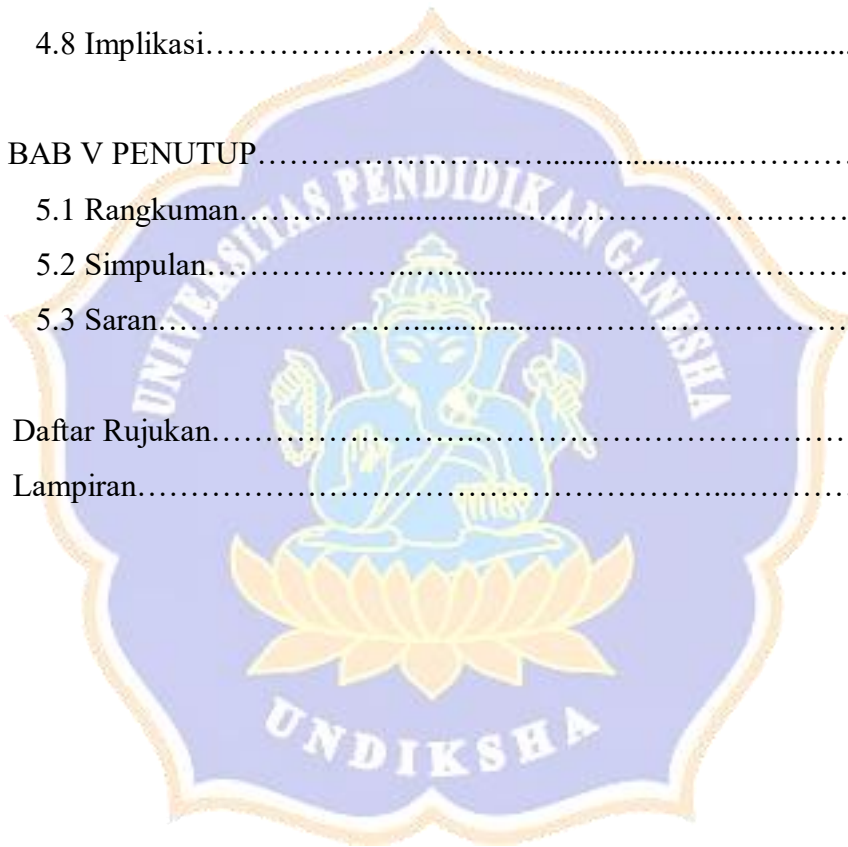 4.8 Implikasi……………………………....................................
BAB V PENUTUP……………………………........................…………
5.1 Rangkuman…………........................………………………………
5.2 Simpulan…………………...................…..…………………………
5.3 Saran……………………….....................……………………………
Daftar Rujukan……………………………..…………………………………
Lampiran…………………………………………………………...…………
UNIVERSITAS PENDIDIKAN GANESHA
UNDIKSHA